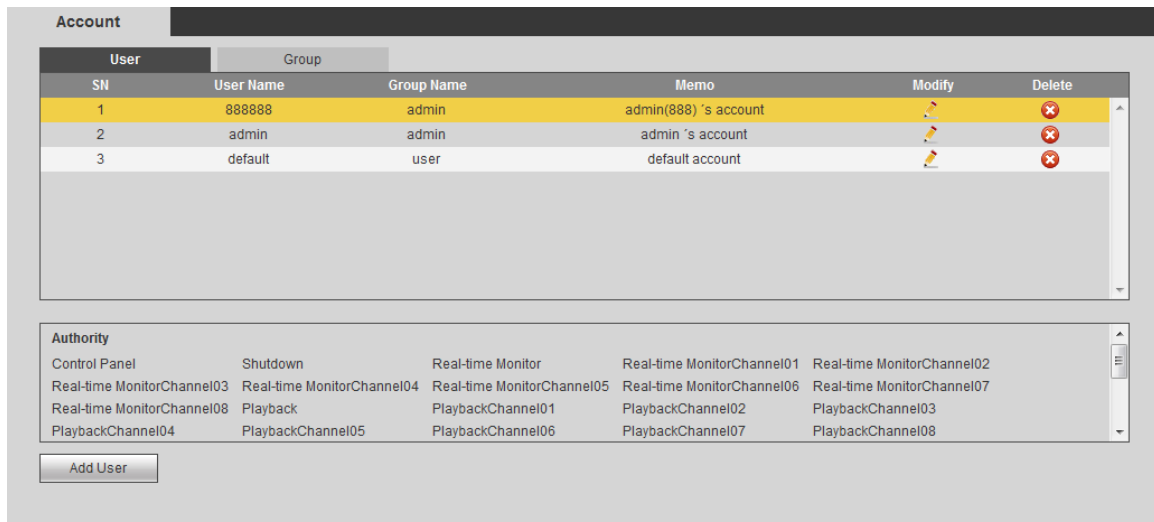 Account
User Group
SN User Name Group Name Memo Modify Delete
1 888888 admin admin(888) 's account
2 admin admin admin 's account
3 default user default account
Authority
Control Panel Shutdown Real-time Monitor Real-time MonitorChannel01 Real-time MonitorChannel02
Real-time MonitorChannel03 Real-time MonitorChannel04 Real-time MonitorChannel05 Real-time MonitorChannel06 Real-time MonitorChannel07
Real-time MonitorChannel08 Playback PlaybackChannel01 PlaybackChannel02 PlaybackChannel03
PlaybackChannel04 PlaybackChannel05 PlaybackChannel06 PlaybackChannel07 PlaybackChannel08
Add User